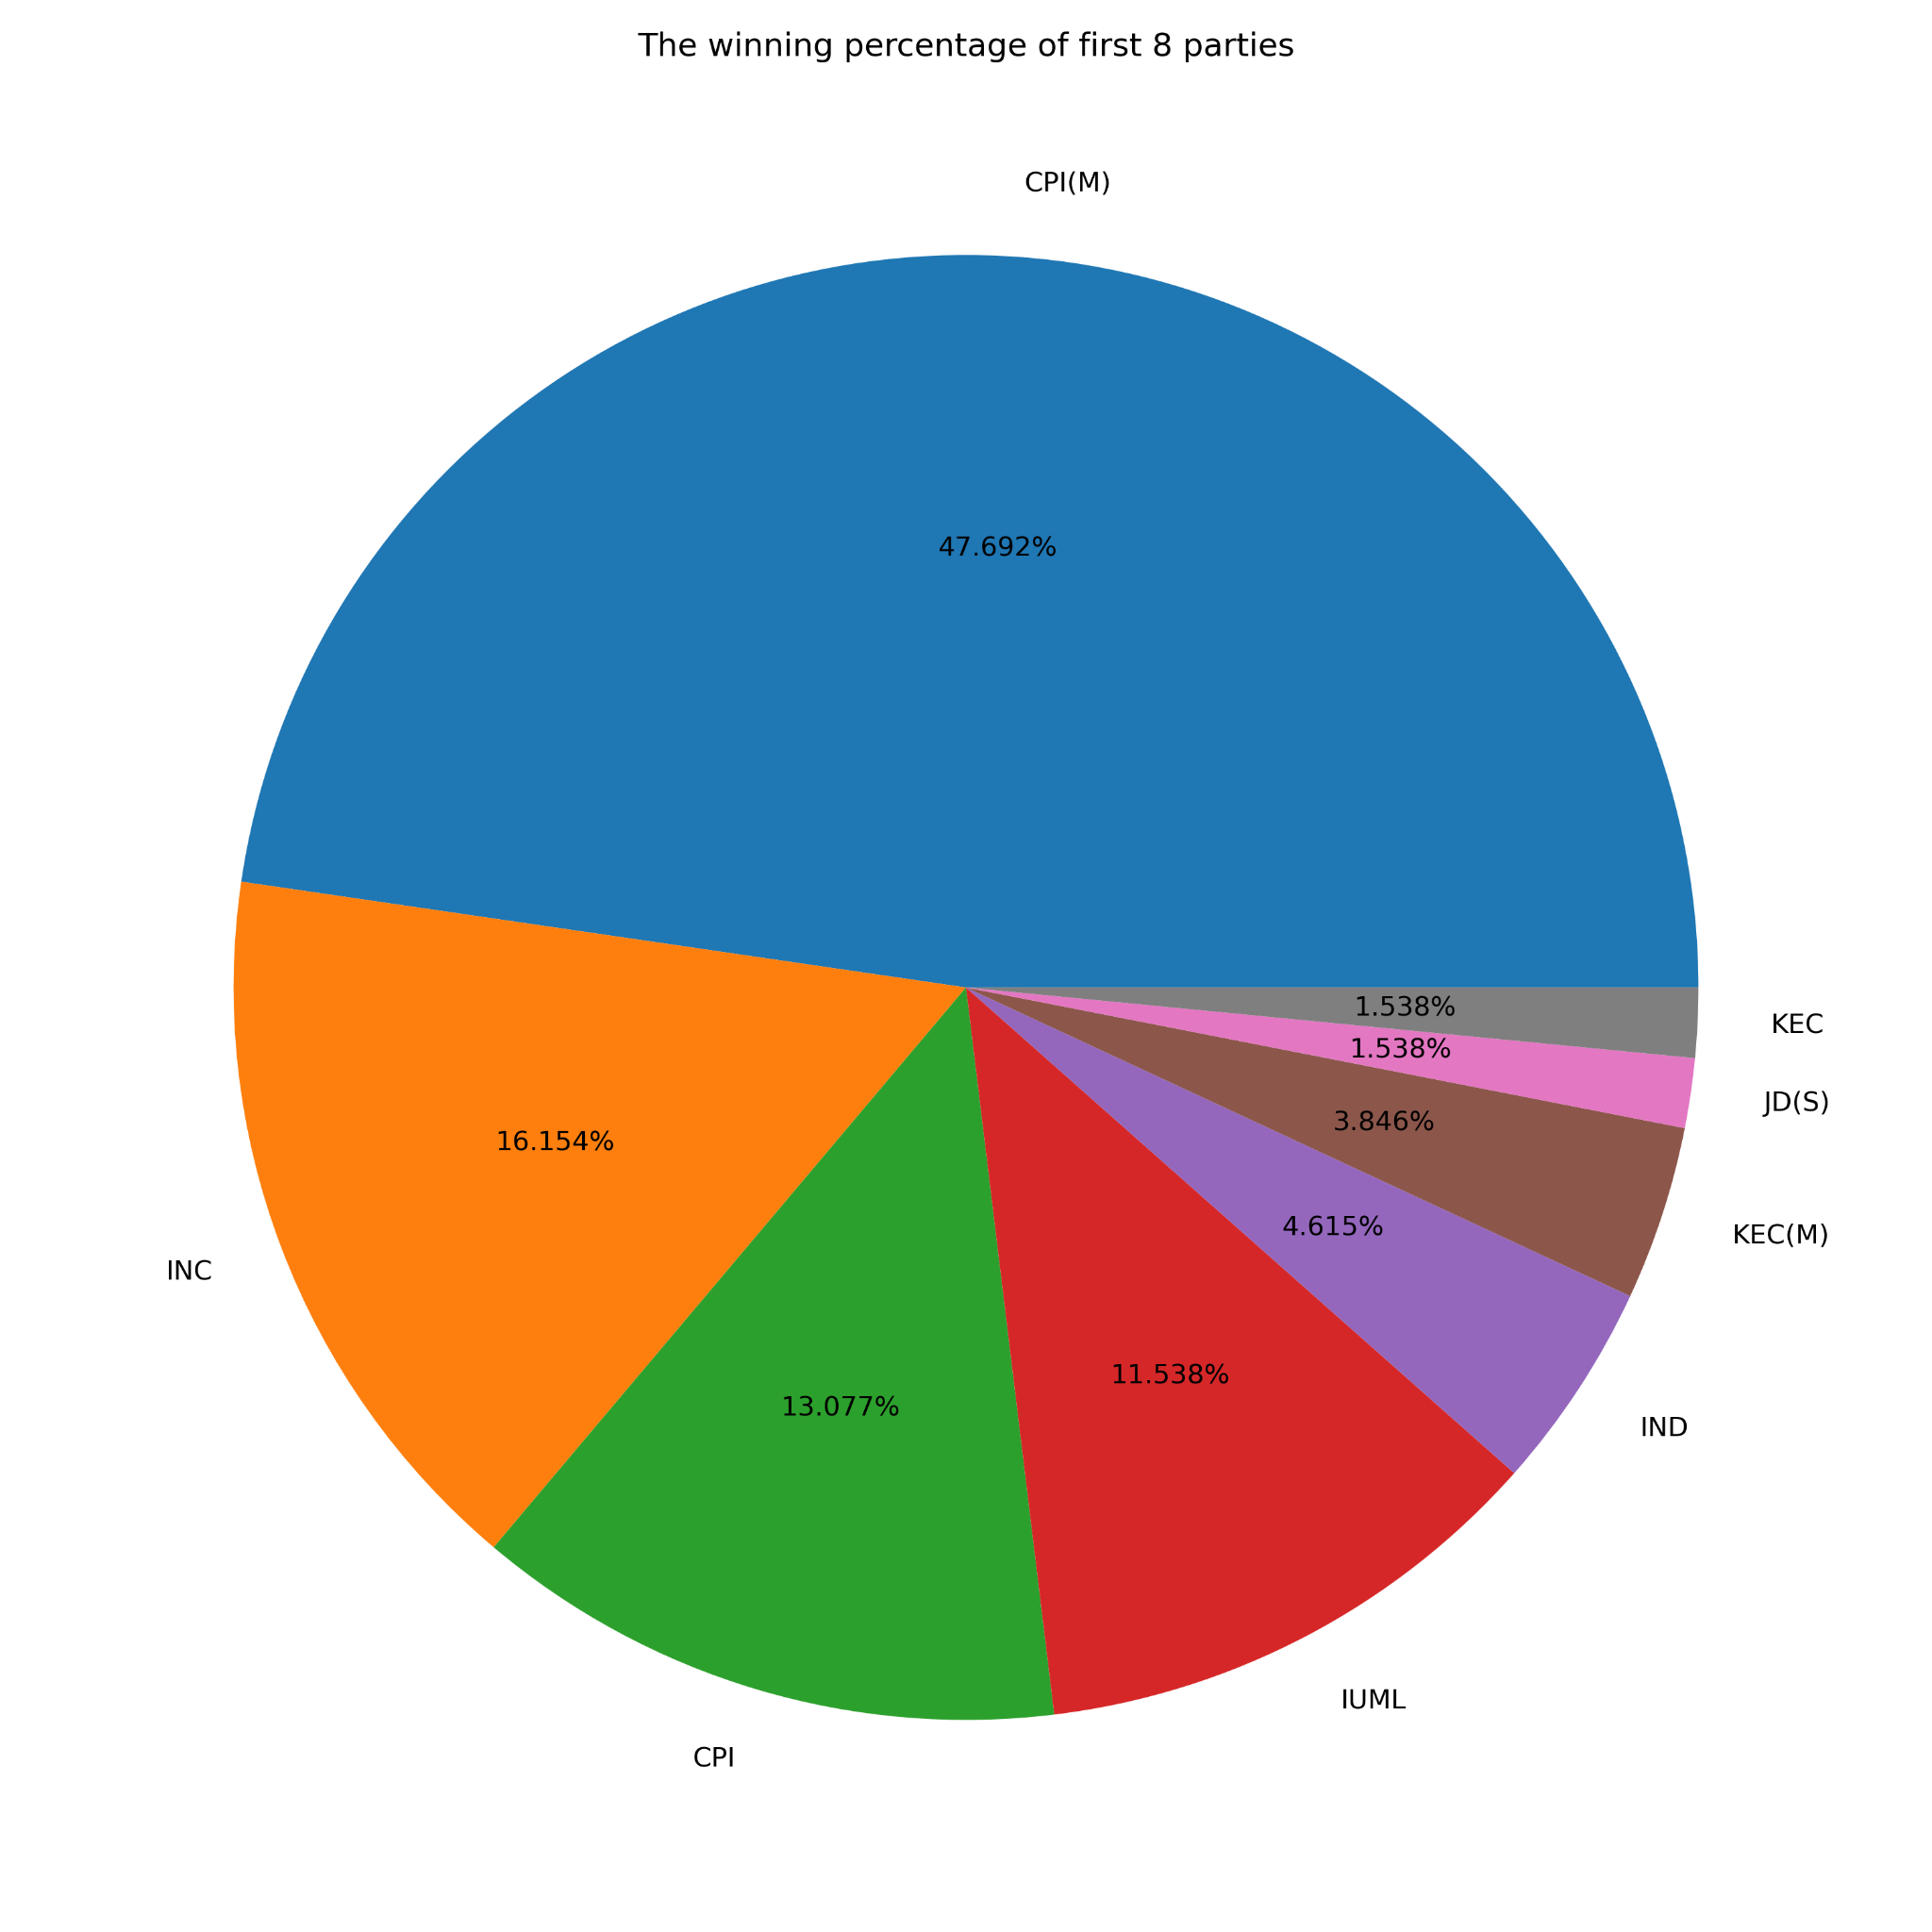 The winning percentage of first 8 parties
CPI(M)
47.692%
1.538%
KEC
1.538%
JD(S)
3.846%
KEC(M)
16.154%
4.615%
INC
11.538%
13.077%
IND
IUML
CPI